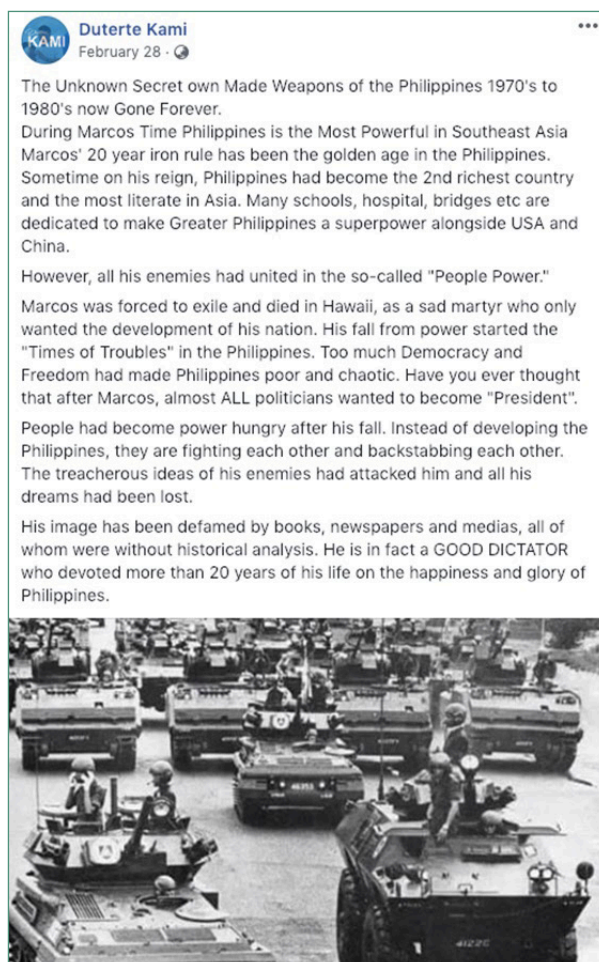 KAMI
Duterte Kami
February 28 ·
The Unknown Secret own Made Weapons of the Philippines 1970's to
1980's now Gone Forever.
During Marcos Time Philippines is the Most Powerful in Southeast Asia
Marcos' 20 year iron rule has been the golden age in the Philippines.
Sometime on his reign, Philippines had become the 2nd richest country
and the most literate in Asia. Many schools, hospital, bridges etc are
dedicated to make Greater Philippines a superpower alongside USA and
China.
However, all his enemies had united in the so-called "People Power."
Marcos was forced to exile and died in Hawaii, as a sad martyr who only
wanted the development of his nation. His fall from power started the
"Times of Troubles" in the Philippines. Too much Democracy and
Freedom had made Philippines poor and chaotic. Have you ever thought
that after Marcos, almost ALL politicians wanted to become "President".
People had become power hungry after his fall. Instead of developing the
Philippines, they are fighting each other and backstabbing each other.
The treacherous ideas of his enemies had attacked him and all his
dreams had been lost.
His image has been defamed by books, newspapers and medias, all of
whom were without historical analysis. He is in fact a GOOD DICTATOR
who devoted more than 20 years of his life on the happiness and glory of
Philippines.